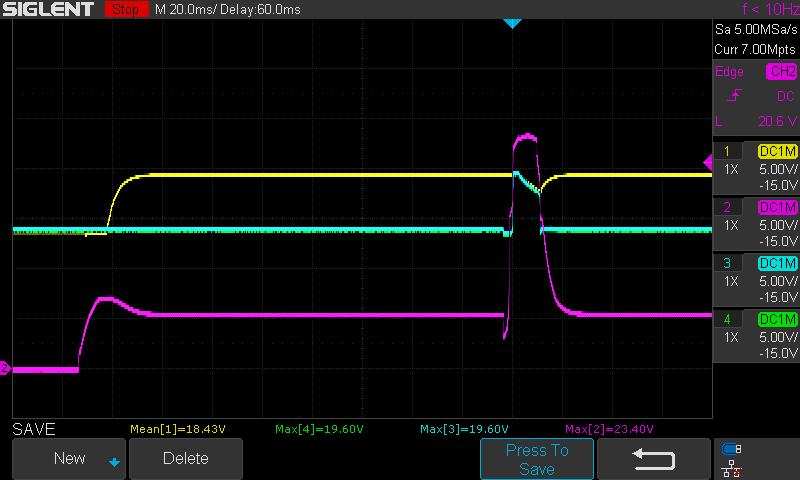 SIGLENT Stop M 20.0ms/ Delay:60.0ms f < 10Hz
Sa 5.00MSa/s
Curr 7.00Mpts
Edge CH2
DC
L 20.6 V
1 DC1M
1X 5.00V/
-15.0V
2 DC1M
1X 5.00V/
-15.0V
3 DC1M
1X 5.00V/
-15.0V
4 DC1M
1X 5.00V/
-15.0V
2
SAVE Mean[1]=18.43V Max[4]=19.60V Max[3]=19.60V Max[2]=23.40V
New Delete Press To
Save